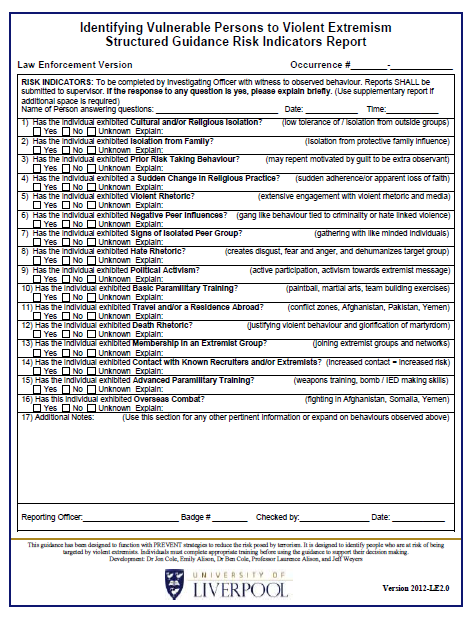 Identifying Vulnerable Persons to Violent Extremism
Structured Guidance Risk Indicators Report
Law Enforcement Version Occurrence #________-______________
RISK INDICATORS: To be completed by Investigating Officer with witness to observed behaviour. Reports SHALL be
submitted to supervisor. If the response to any question is yes, please explain briefly. (Use supplementary report if
additional space is required)
Name of Person answering questions: ____________________________ Date: ____________ Time:____________
1) Has the individual exhibited Cultural and/or Religious Isolation? (low tolerance of / isolation from outside groups)
Yes No Unknown Explain:
2) Has the individual exhibited Isolation from Family? (isolation from protective family influence)
Yes No Unknown Explain:
3) Has the individual exhibited Prior Risk Taking Behaviour? (may repent motivated by guilt to be extra observant)
Yes No Unknown Explain:
4) Has the individual exhibited a Sudden Change in Religious Practice? (sudden adherence/or apparent loss of faith)
Yes No Unknown Explain:
5) Has the individual exhibited Violent Rhetoric? (extensive engagement with violent rhetoric and media)
Yes No Unknown Explain:
6) Has the individual exhibited Negative Peer Influences? (gang like behaviour tied to criminality or hate linked violence)
Yes No Unknown Explain:
7) Has the individual exhibited Signs of Isolated Peer Group? (gathering with like minded individuals)
Yes No Unknown Explain:
8) Has the individual exhibited Hate Rhetoric? (creates disgust, fear and anger, and dehumanizes target group)
Yes No Unknown Explain:
9) Has the individual exhibited Political Activism? (active participation, activism towards extremist message)
Yes No Unknown Explain:
10) Has the individual exhibited Basic Paramilitary Training? (paintball, martial arts, team building exercises)
Yes No Unknown Explain:
11) Has the individual exhibited Travel and/or a Residence Abroad? (conflict zones, Afghanistan, Pakistan, Yemen)
Yes No Unknown Explain:
12) Has the individual exhibited Death Rhetoric? (justifying violent behaviour and glorification of martyrdom)
Yes No Unknown Explain:
13) Has the individual exhibited Membership in an Extremist Group? (joining extremist groups and networks)
Yes No Unknown Explain:
14) Has the individual exhibited Contact with Known Recruiters and/or Extremists? (increased contact = increased risk)
Yes No Unknown Explain:
15) Has the individual exhibited Advanced Paramilitary Training? (weapons training, bomb / IED making skills)
Yes No Unknown Explain:
16) Has this individual exhibited Overseas Combat? (fighting in Afghanistan, Somalia, Yemen)
Yes No Unknown Explain:
17) Additional Notes: (Use this section for any other pertinent information or expand on behaviours observed above)
Reporting Officer:______________________ Badge # ________ Checked by:________________ Date: ____________
This guidance has been designed to function with PREVENT strategies to reduce the risk posed by terrorism. It is designed to identify people who are at risk of being
targeted by violent extremists. Individuals must complete appropriate training before using the guidance to support their decision making.
Development: Dr Jon Cole, Emily Alison, Dr Ben Cole, Professor Laurence Alison, and Jeff Weyers
UNIVERSITY OF
LIVERPOOL
Version 2012-LE2.0